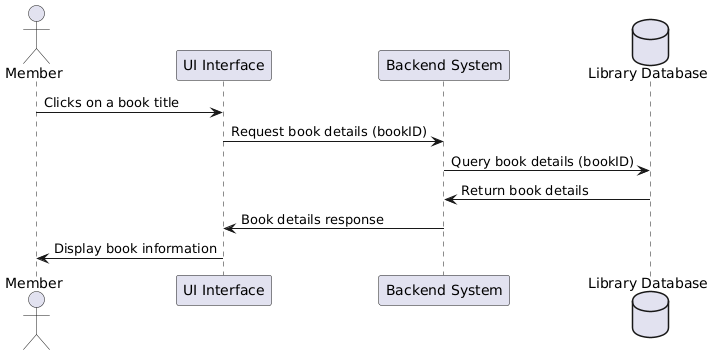 Member
UI Interface
Backend System
Library Database
Clicks on a book title
Request book details (bookID)
Query book details (bookID)
Return book details
Book details response
Display book information
Member
UI Interface
Backend System
Library Database